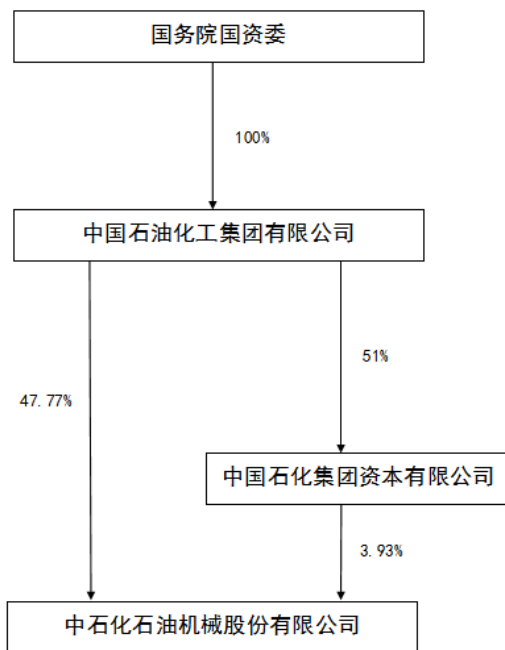 国务院国资委
100%
中国石油化工集团有限公司
51%
47.77%
中国石化集团资本有限公司
3.93%
中石化石油机械股份有限公司